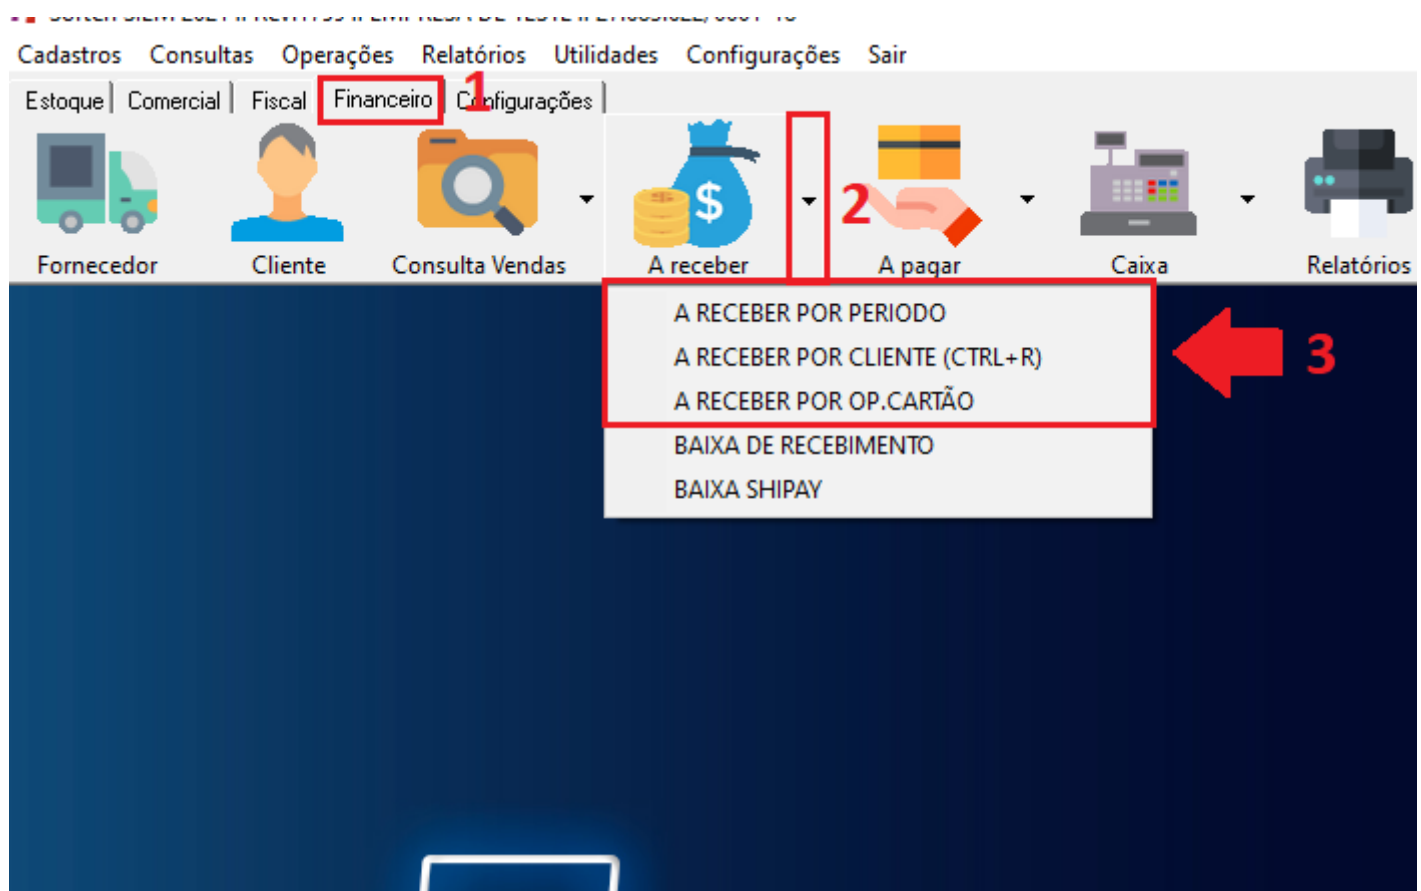 Cadastros Consultas Operações Relatórios Utilidades Configurações Sair
Estoque Comercial Fiscal Financeiro 1 Configurações
2
Fornecedor Cliente Consulta Vendas A receber A pagar Caixa Relatórios
A RECEBER POR PERIODO
A RECEBER POR CLIENTE (CTRL+R) 3
A RECEBER POR OP.CARTÃO
BAIXA DE RECEBIMENTO
BAIXA SHIPAY